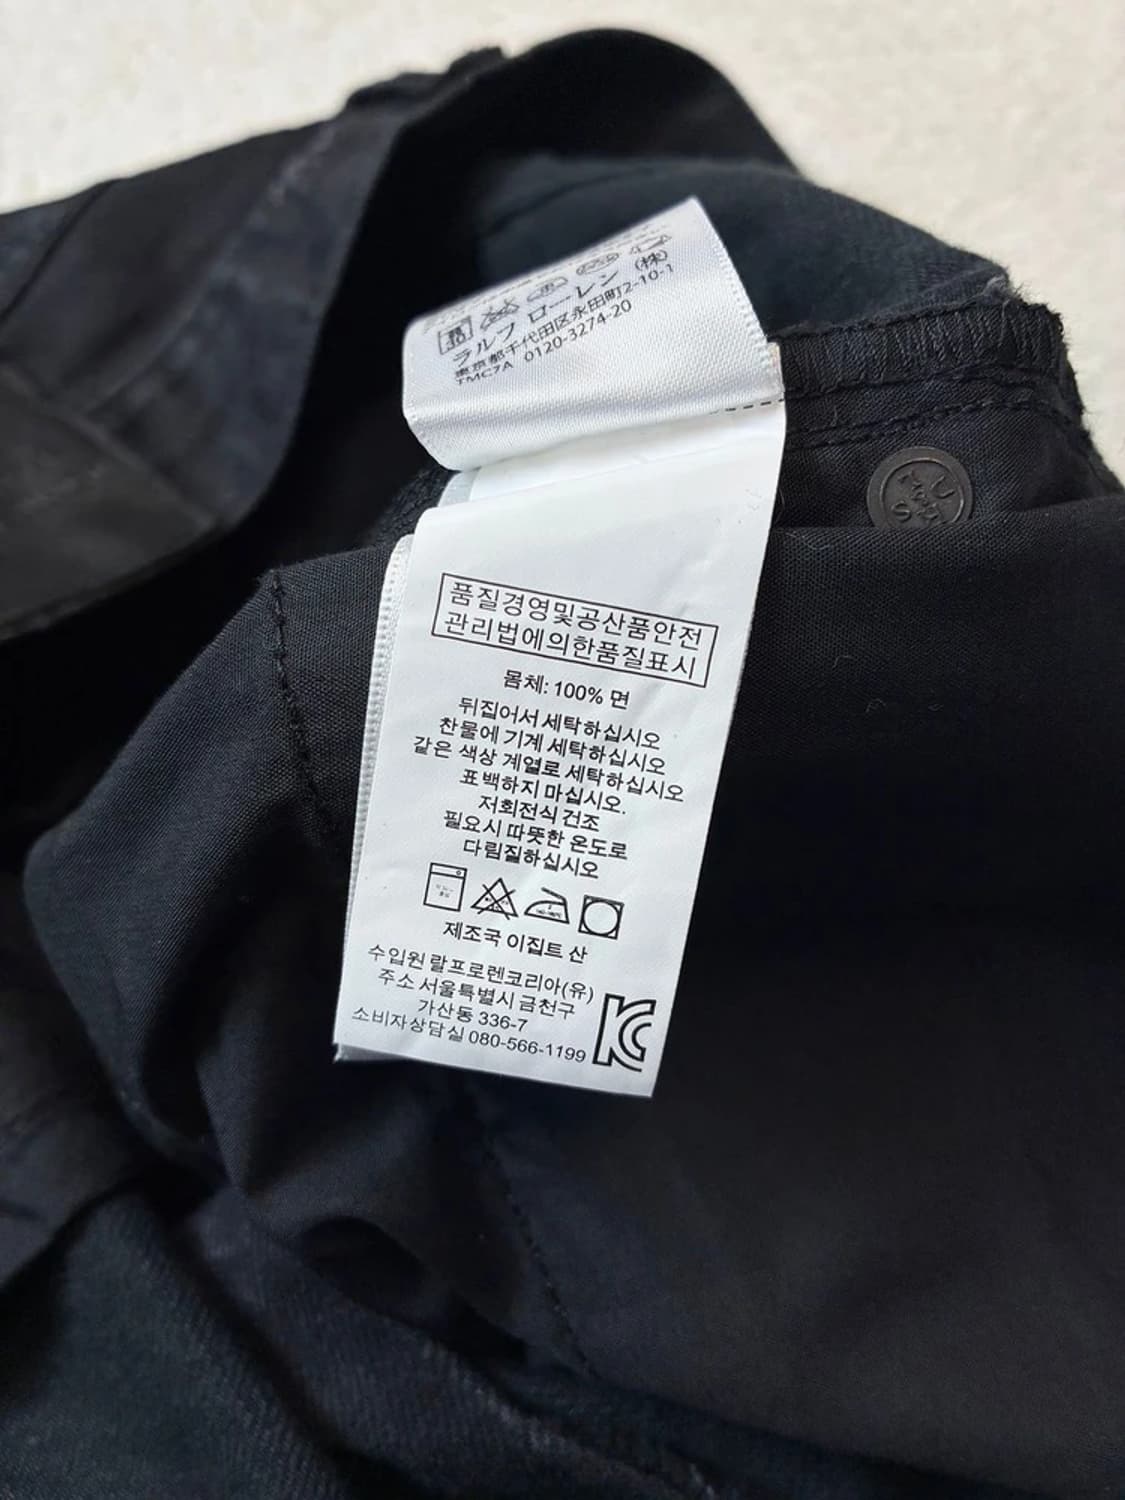 ラルフ ローレン (株)
東京都千代田区永田町2-10-1
TMC7A 0120-3274-20
품질경영및공산품안전
관리법에의한품질표시
몸체: 100% 면
뒤집어서 세탁하십시오
찬물에 기계 세탁하십시오
같은 색상 계열로 세탁하십시오
표백하지 마십시오.
저회전식 건조
필요시 따뜻한 온도로
다림질하십시오
제조국 이집트 산
수입원 랄프로렌코리아(유)
주소 서울특별시 금천구
가산동 336-7
소비자상담실 080-566-1199